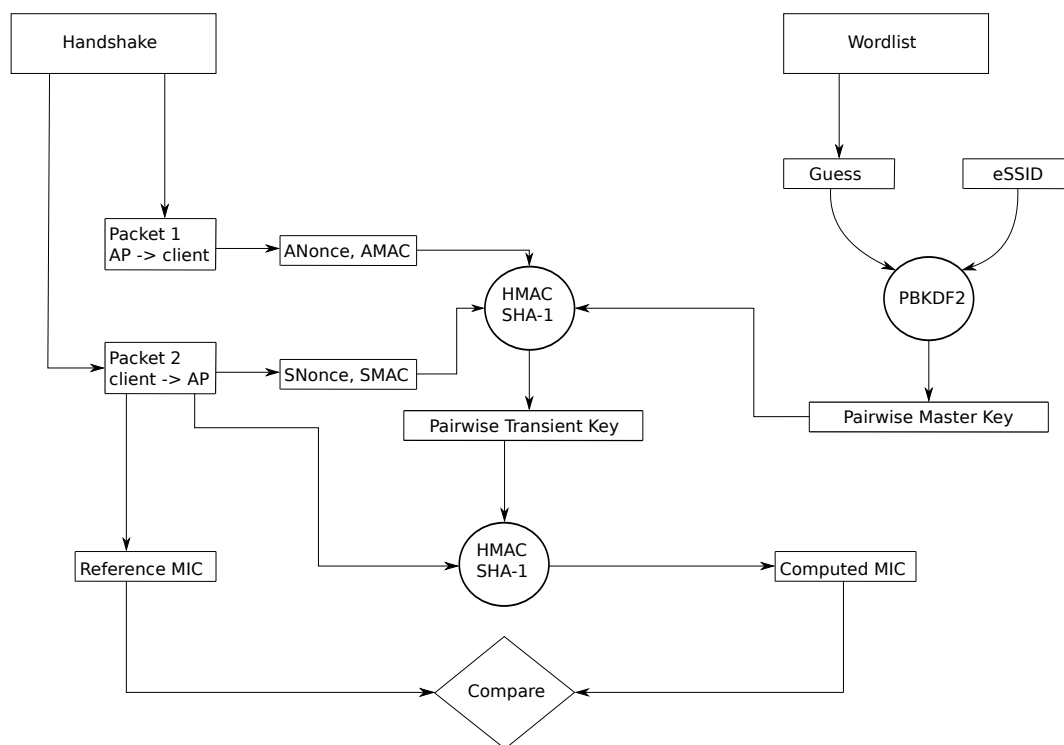 Handshake
Wordlist
Guess
eSSID
Packet 1
AP -> client
ANonce, AMAC
HMAC
SHA-1
PBKDF2
Packet 2
client -> AP
SNonce, SMAC
Pairwise Transient Key
Pairwise Master Key
Reference MIC
HMAC
SHA-1
Computed MIC
Compare